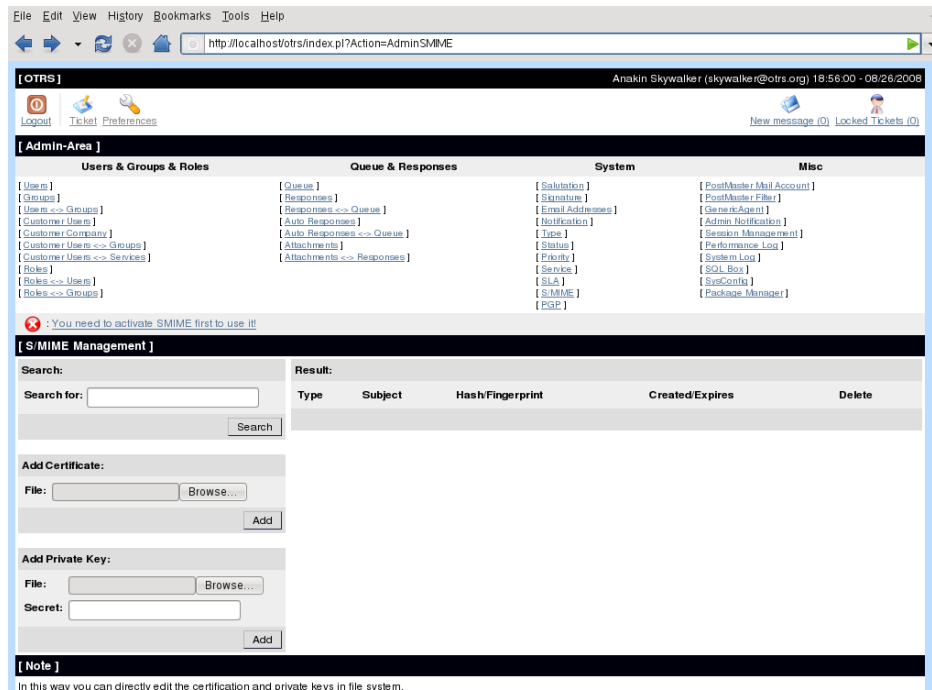 File Edit View History Bookmarks Tools Help
http://localhost/otrs/index.pl?Action=AdminSMIME
[ OTRS ] Anakin Skywalker (skywalker@otrs.org) 18:56:00 - 08/26/2008
Logout Ticket Preferences New message (0) Locked Tickets (0)
[ Admin-Area ]
Users & Groups & Roles Queue & Responses System Misc
[ Users ] [ Queue ] [ Salutation ] [ PostMaster Mail Account ]
[ Groups ] [ Responses ] [ Signature ] [ PostMaster Filter ]
[ Users <-> Groups ] [ Responses <-> Queue ] [ Email Addresses ] [ GenericAgent ]
[ Customer Users ] [ Auto Responses ] [ Notification ] [ Admin Notification ]
[ Customer Company ] [ Auto Responses <-> Queue ] [ Type ] [ Session Management ]
[ Customer Users <-> Groups ] [ Attachments ] [ Status ] [ Performance Log ]
[ Customer Users <-> Services ] [ Attachments <-> Responses ] [ Priority ] [ System Log ]
[ Roles ] [ Service ] [ SQL Box ]
[ Roles <-> Users ] [ SLA ] [ SysConfig ]
[ Roles <-> Groups ] [ S/MIME ] [ Package Manager ]
[ PGP ]
: You need to activate SMIME first to use it!
[ S/MIME Management ]
Search: Result:
Search for: Type Subject Hash/Fingerprint Created/Expires Delete
Search
Add Certificate:
File: Browse...
Add
Add Private Key:
File: Browse...
Secret:
Add
[ Note ]
In this way you can directly edit the certification and private keys in file system.